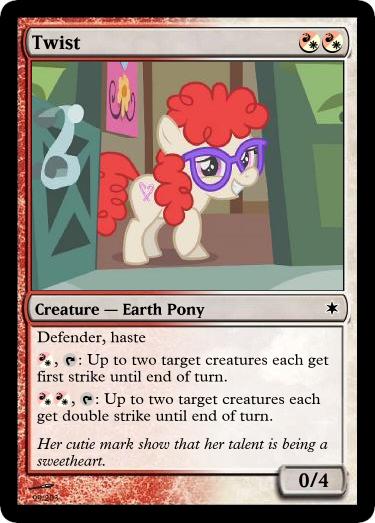 Twist
Creature — Earth Pony
Defender, haste
, : Up to two target creatures each get
first strike until end of turn.
, : Up to two target creatures each
get double strike until end of turn.
Her cutie mark show that her talent is being a
sweetheart.
0/4